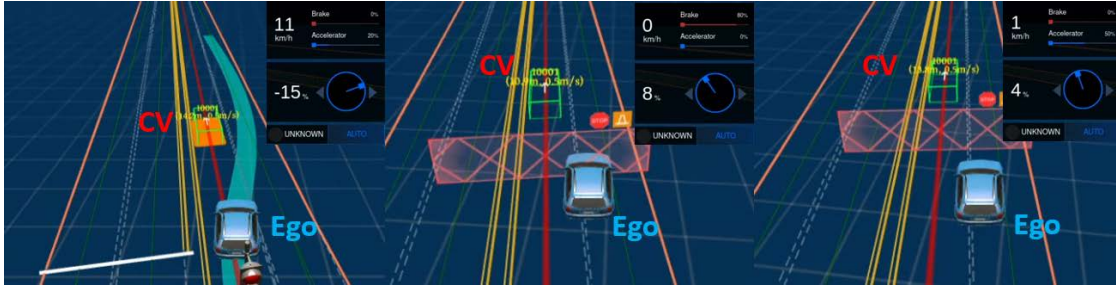 11
km/h
Brake
0%
Accelerator
20%
-15 %
UNKNOWN
AUTO
CV
10001
Ego
0
km/h
Brake
80%
Accelerator
0%
8 %
UNKNOWN
AUTO
CV
10001
STOP
Ego
1
km/h
Brake
0%
Accelerator
50%
4 %
UNKNOWN
AUTO
CV
10001
STOP
Ego